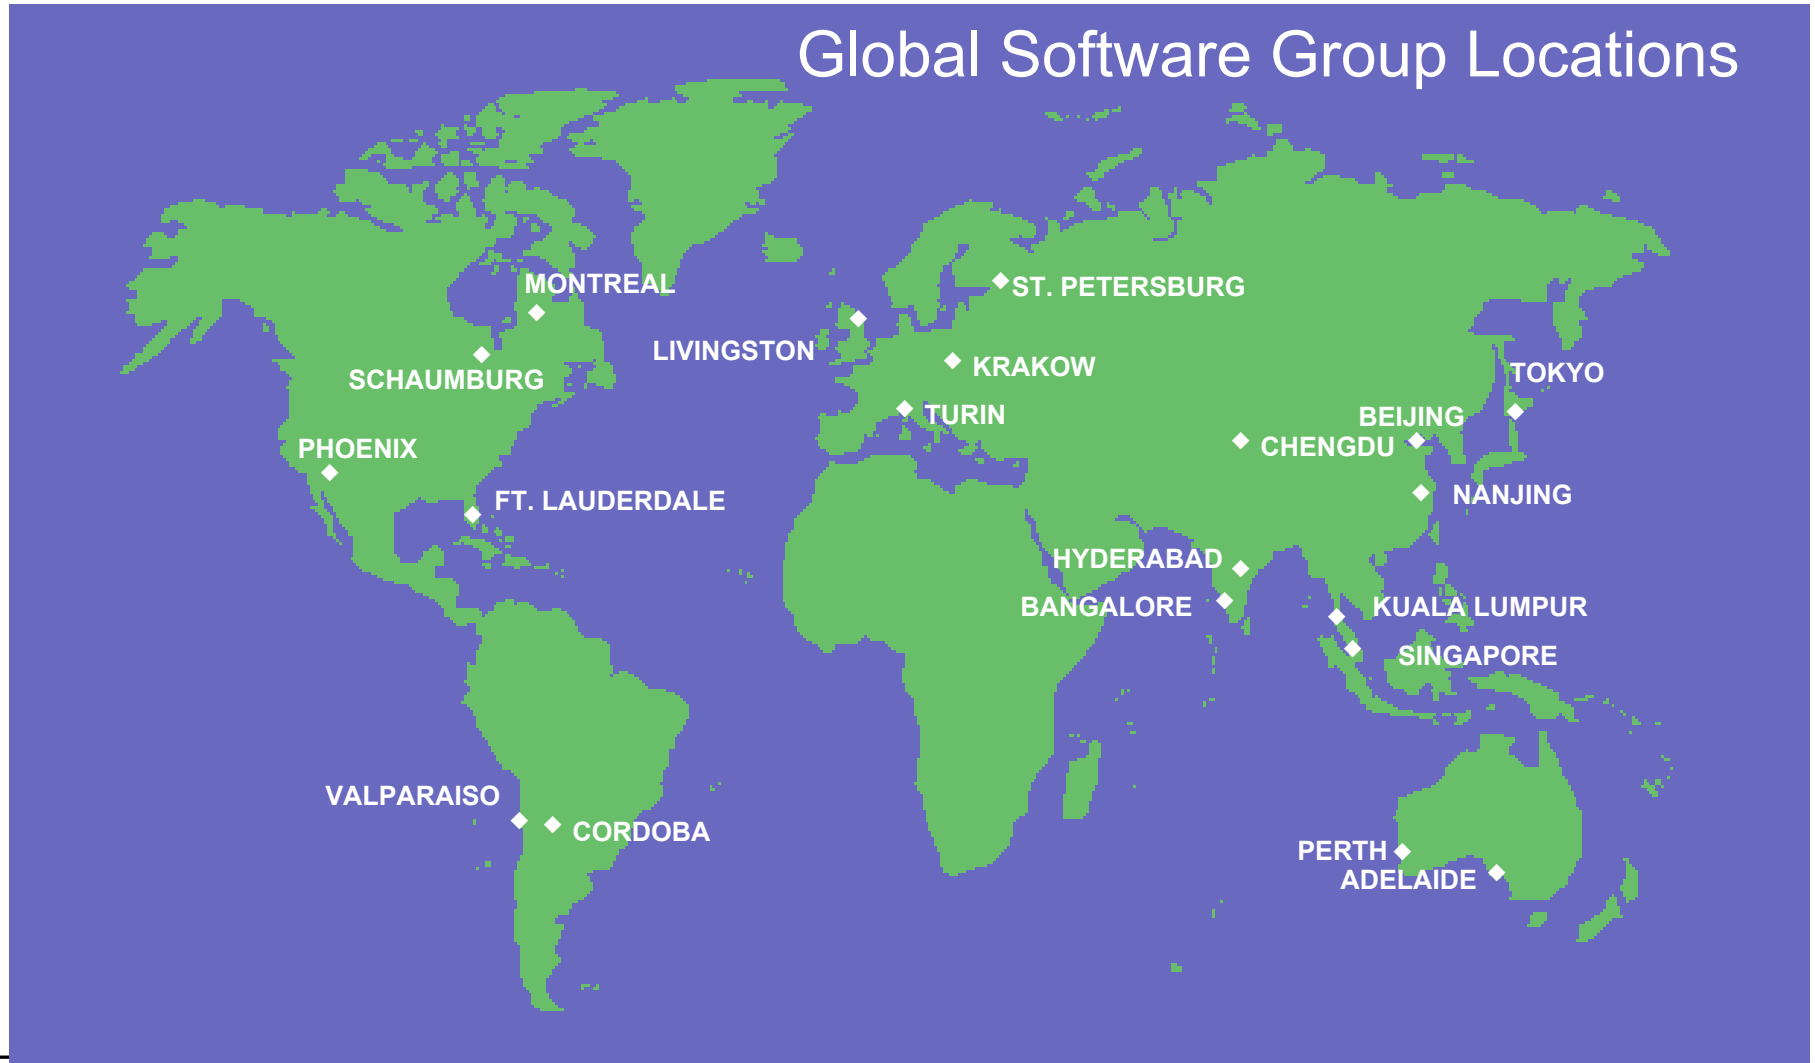 Global Software Group Locations
MONTREAL
ST. PETERSBURG
LIVINGSTON
KRAKOW
SCHAUMBURG
TOKYO
TURIN
BEIJING
PHOENIX
CHENGDU
FT. LAUDERDALE
NANJING
HYDERABAD
BANGALORE
KUALA LUMPUR
SINGAPORE
VALPARAISO
CORDOBA
PERTH
ADELAIDE